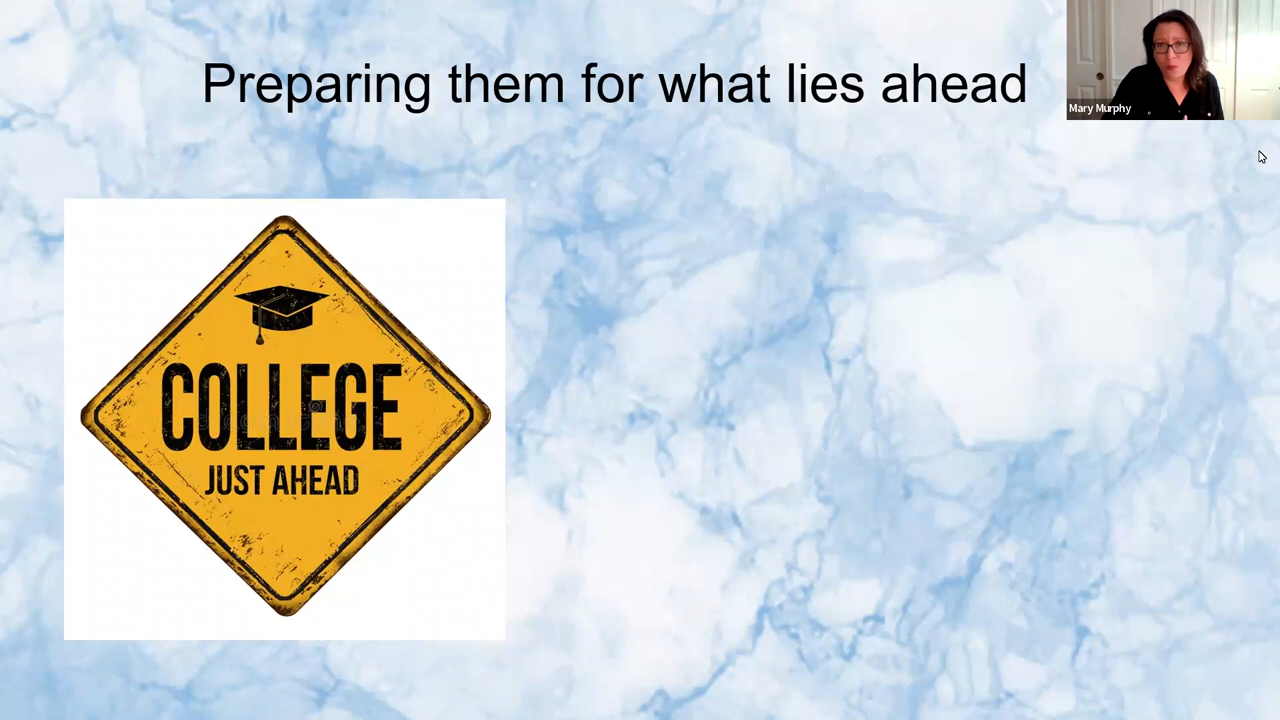 Preparing them for what lies ahead
Mary Murphy
COLLEGE
JUST AHEAD